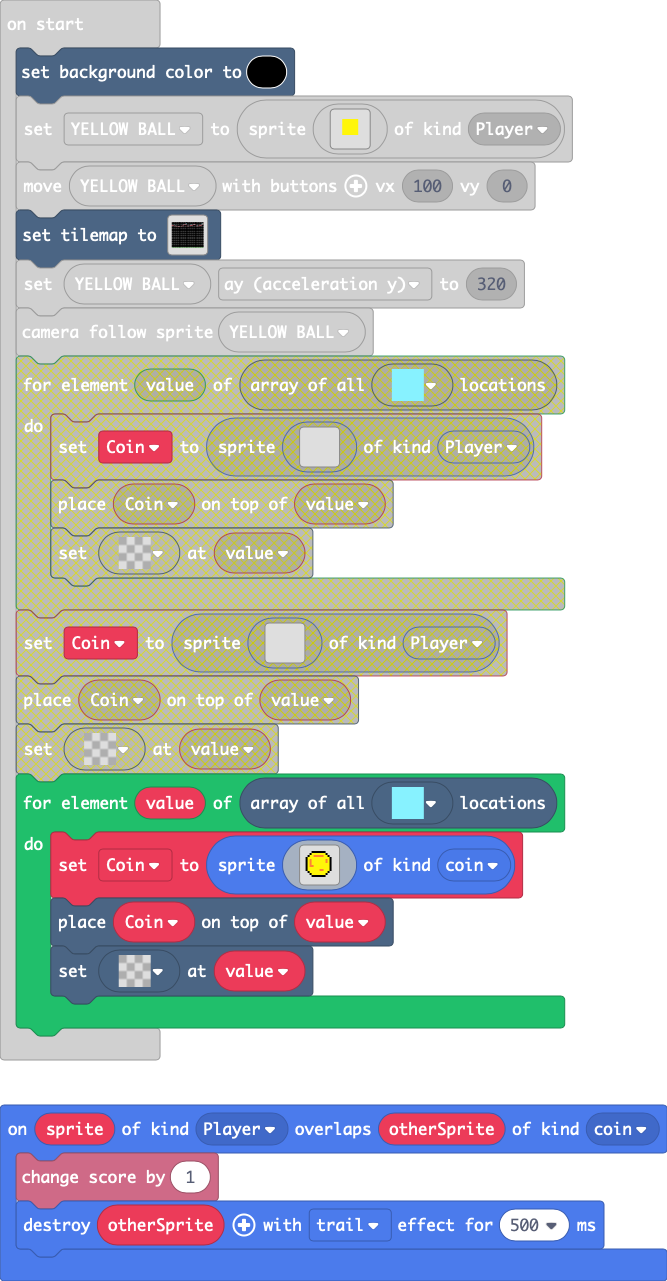 on start
set background color to
set YELLOW BALL to sprite of kind Player
move YELLOW BALL with buttons vx 100 vy 0
set tilemap to
set YELLOW BALL ay (acceleration y) to 320
camera follow sprite YELLOW BALL
for element value of array of all locations
do
set Coin to sprite of kind Player
place Coin on top of value
set at value
set Coin to sprite of kind Player
place Coin on top of value
set at value
for element value of array of all locations
do
set Coin to sprite of kind coin
place Coin on top of value
set at value
on sprite of kind Player overlaps otherSprite of kind coin
change score by 1
destroy otherSprite with trail effect for 500 ms